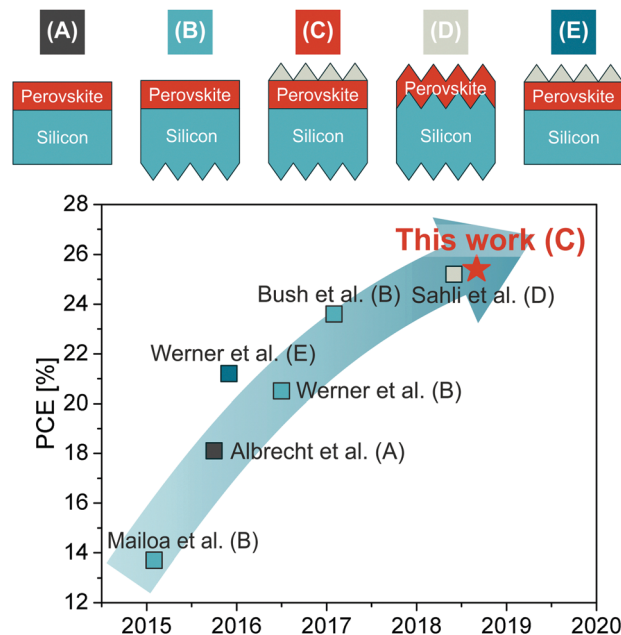 (A) (B) (C) (D) (E)
Perovskite Perovskite Perovskite Perovskite Perovskite
Silicon Silicon Silicon Silicon Silicon
28
26
24
22
20
18
16
14
12
PCE [%]
This work (C)
Sahli et al. (D)
Bush et al. (B)
Werner et al. (E)
Werner et al. (B)
Albrecht et al. (A)
Mailoa et al. (B)
2015 2016 2017 2018 2019 2020